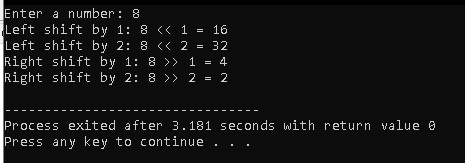 Enter a number: 8
Left shift by 1: 8 << 1 = 16
Left shift by 2: 8 << 2 = 32
Right shift by 1: 8 >> 1 = 4
Right shift by 2: 8 >> 2 = 2
--------------------------------
Process exited after 3.181 seconds with return value 0
Press any key to continue . . .